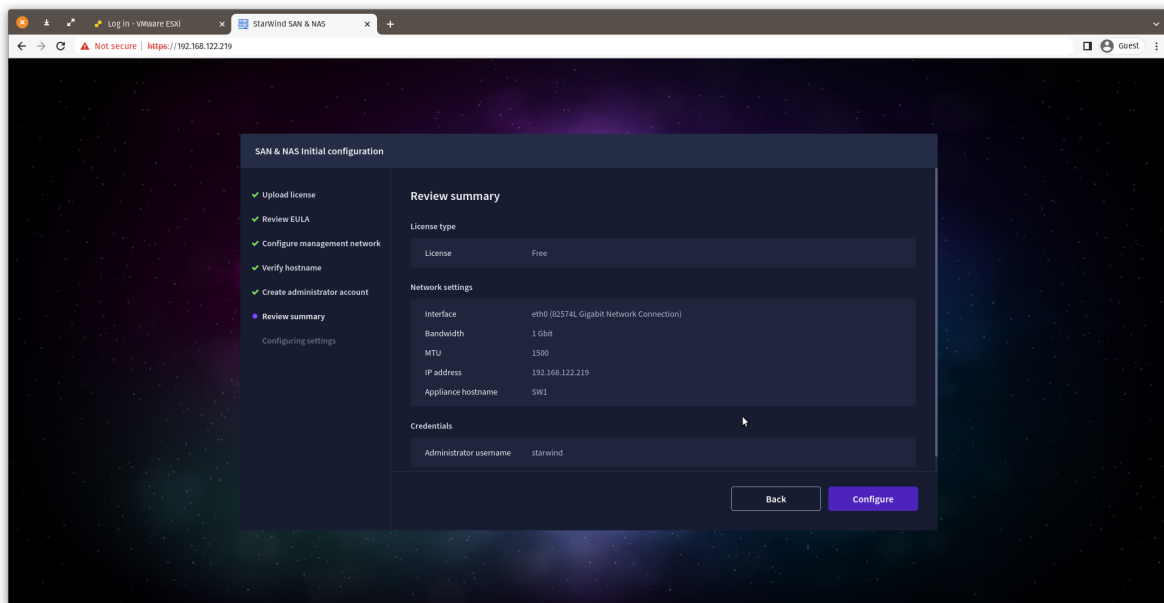 Log in - VMware ESXi
StarWind SAN & NAS
Not secure https://192.168.122.219
Guest
SAN & NAS Initial configuration
Upload license
Review EULA
Configure management network
Verify hostname
Create administrator account
Review summary
Configuring settings
Review summary
License type
License Free
Network settings
Interface eth0 (82574L Gigabit Network Connection)
Bandwidth 1 Gbit
MTU 1500
IP address 192.168.122.219
Appliance hostname SW1
Credentials
Administrator username starwind
Back Configure